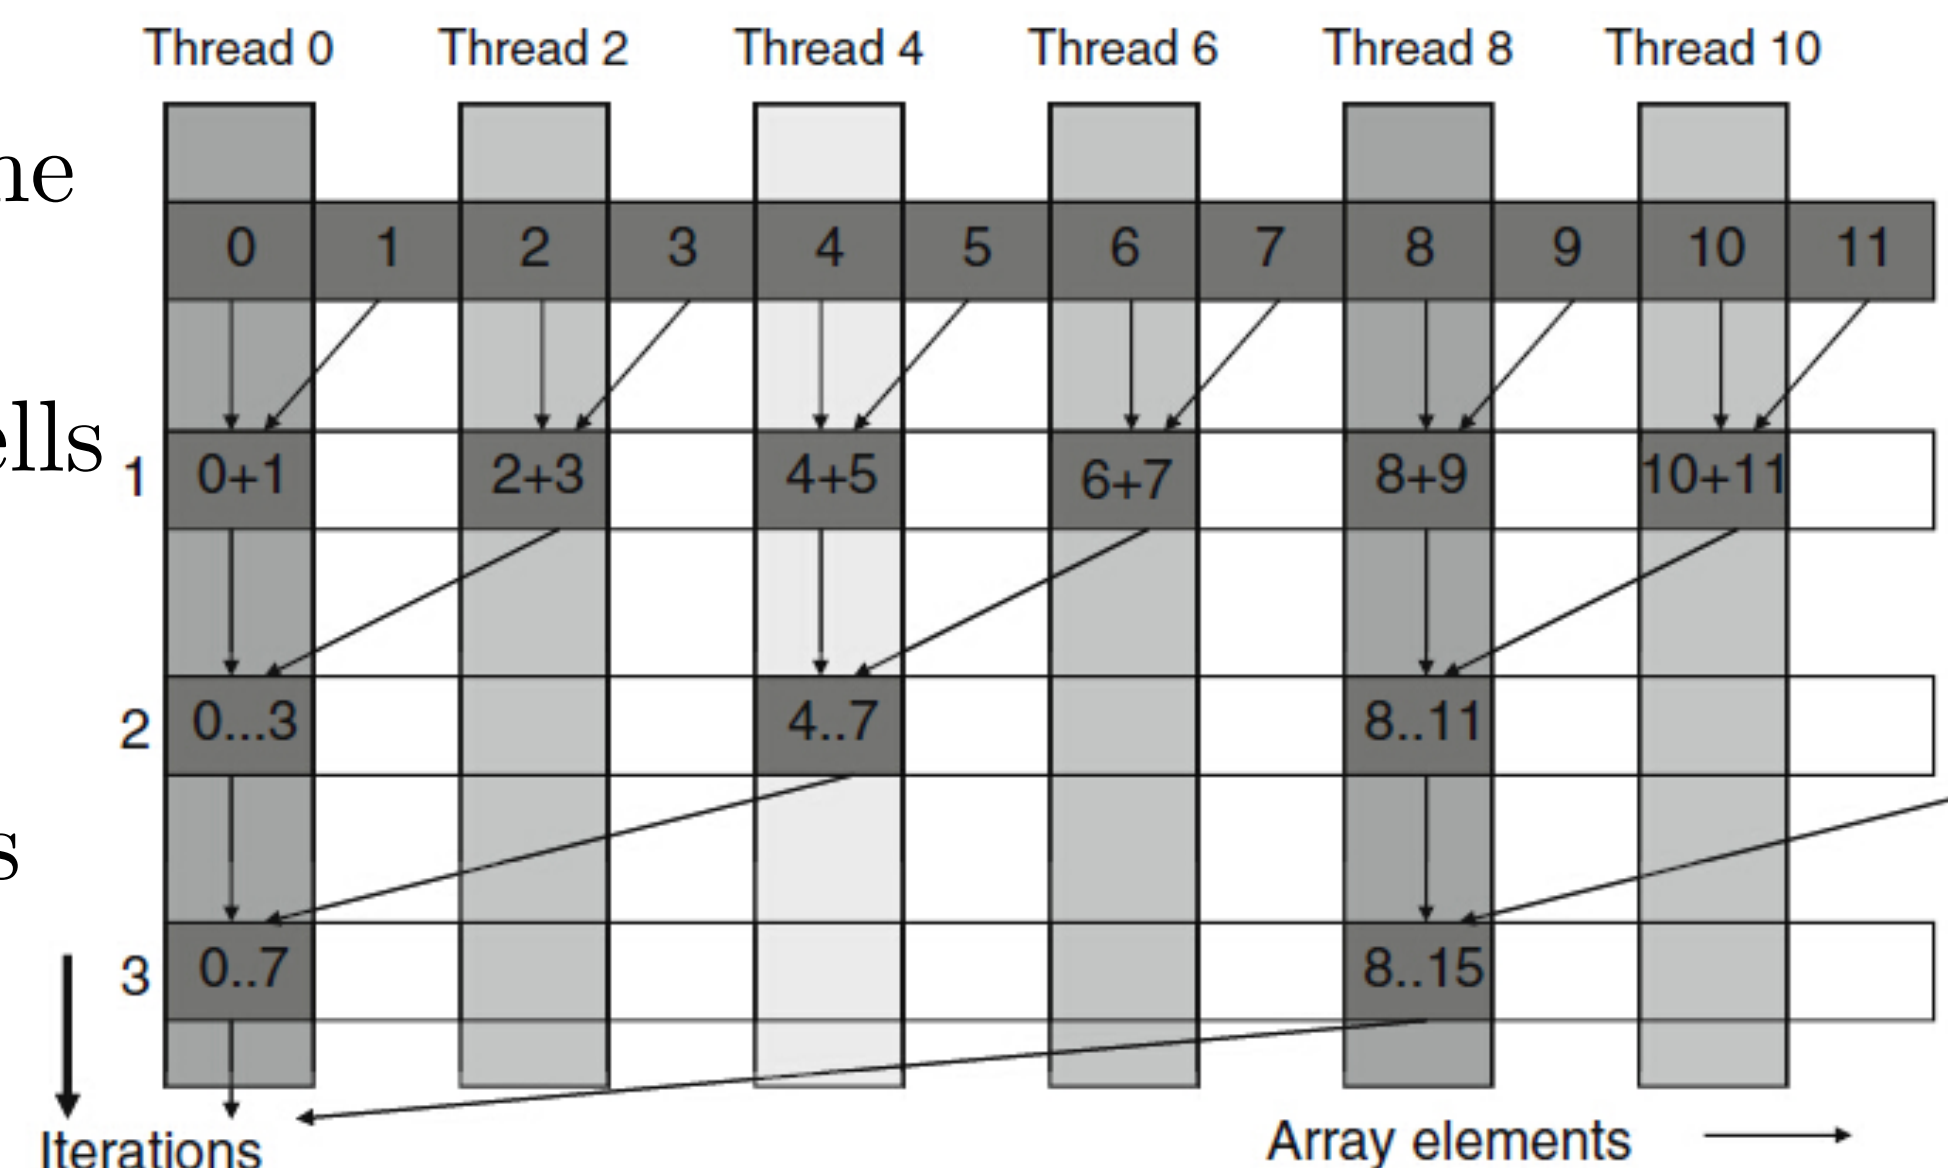 Thread 0 Thread 2 Thread 4 Thread 6 Thread 8 Thread 10
0 1 2 3 4 5 6 7 8 9 10 11
1 0+1 2+3 4+5 6+7 8+9 10+11
2 0...3 4..7 8..11
3 0..7 8..15
Iterations Array elements